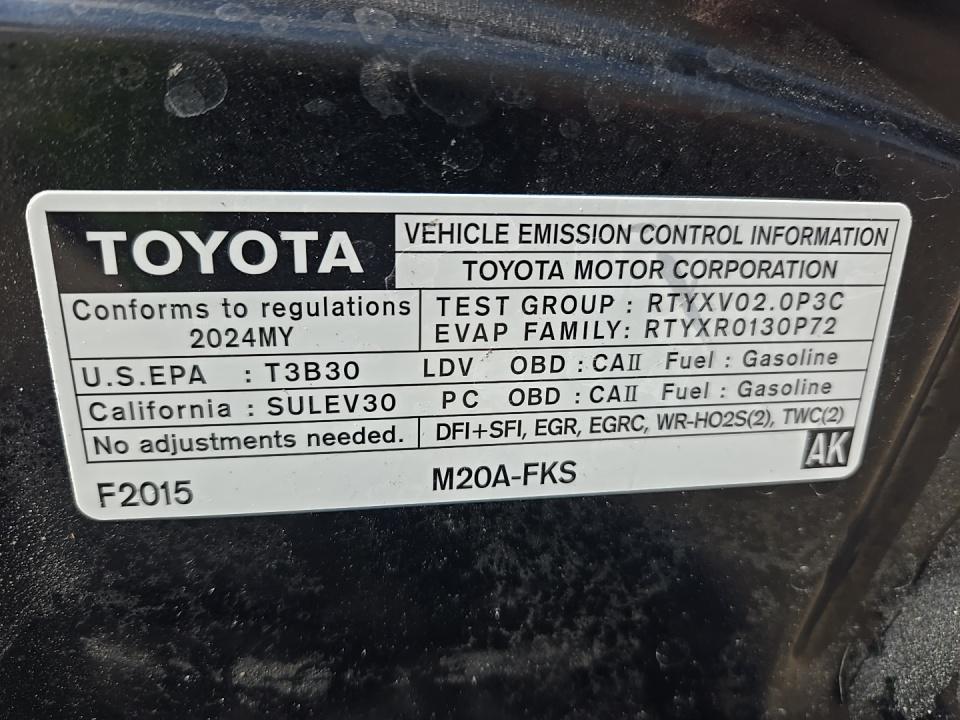 TOYOTA
VEHICLE EMISSION CONTROL INFORMATION
TOYOTA MOTOR CORPORATION
Conforms to regulations
2024MY
TEST GROUP : RTYXV02.0P3C
EVAP FAMILY: RTYXR0130P72
U.S.EPA : T3B30 LDV OBD : CAII Fuel : Gasoline
California : SULEV30 PC OBD : CAII Fuel : Gasoline
No adjustments needed. DFI+SFI, EGR, EGRC, WR-HO2S(2), TWC(2)
AK
F2015 M20A-FKS